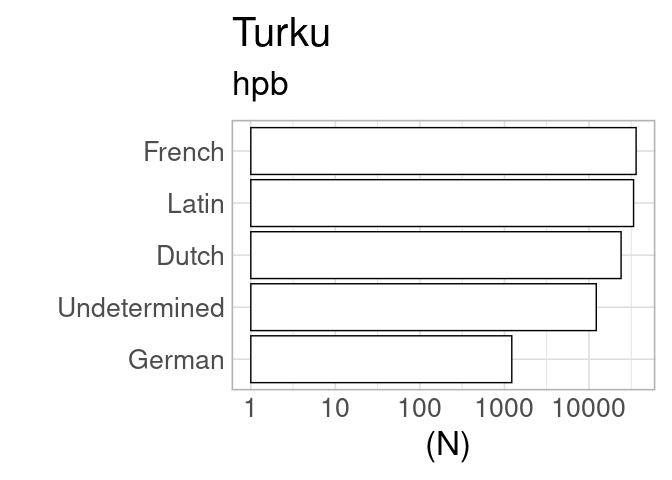 Turku
hpb
French
Latin
Dutch
Undetermined
German
1 10 100 1000 10000
(N)